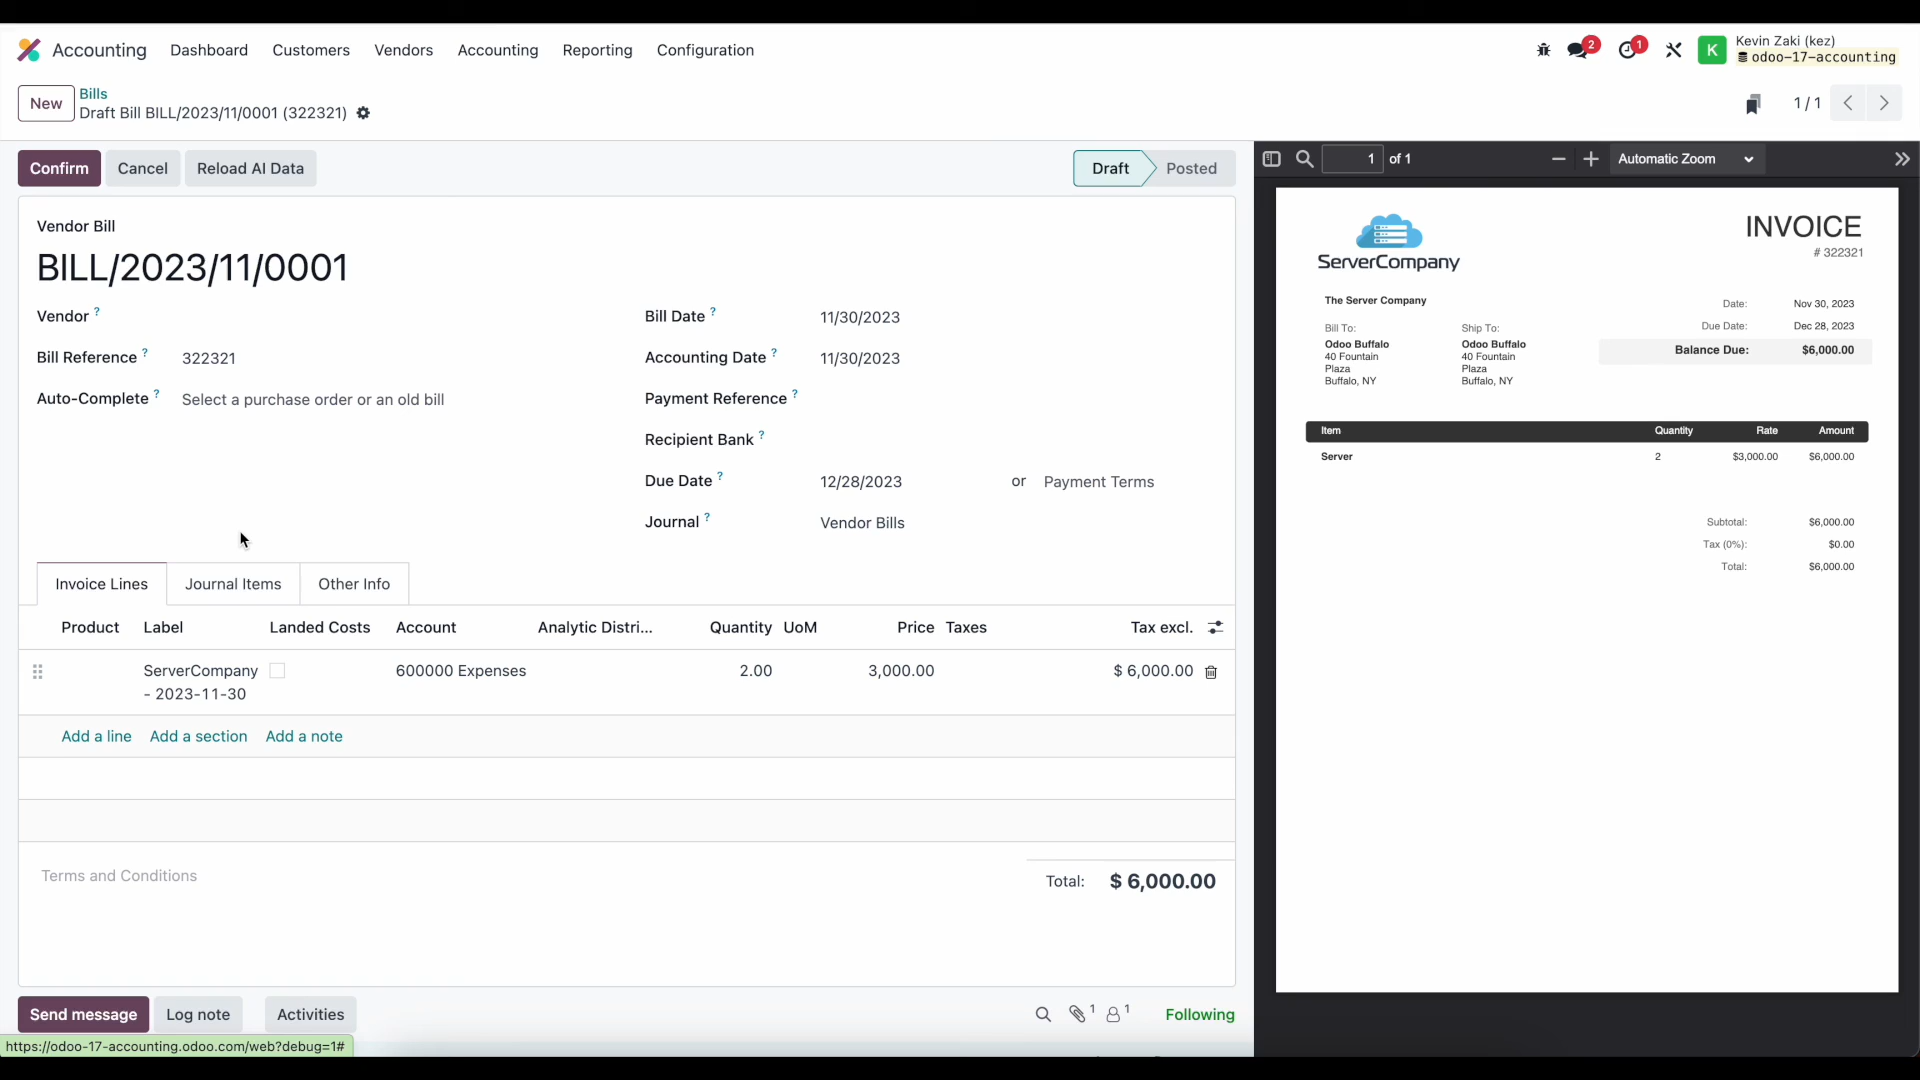 Accounting Dashboard Customers Vendors Accounting Reporting Configuration 2 1 K Kevin Zaki (kez)
odoo-17-accounting
New Bills
Draft Bill BILL/2023/11/0001 (322321) 1 / 1
Confirm Cancel Reload AI Data Draft Posted
Vendor Bill
BILL/2023/11/0001
Vendor ? Bill Date ? 11/30/2023
Bill Reference ? 322321 Accounting Date ? 11/30/2023
Auto-Complete ? Select a purchase order or an old bill Payment Reference ?
Recipient Bank ?
Due Date ? 12/28/2023 or Payment Terms
Journal ? Vendor Bills
Invoice Lines Journal Items Other Info
Product Label Landed Costs Account Analytic Distri... Quantity UoM Price Taxes Tax excl.
ServerCompany 600000 Expenses 2.00 3,000.00 $ 6,000.00
- 2023-11-30
Add a line Add a section Add a note
Terms and Conditions Total: $ 6,000.00
Send message Log note Activities 1 1 Following
https://odoo-17-accounting.odoo.com/web?debug=1#
1 of 1 Automatic Zoom
ServerCompany
INVOICE
# 322321
The Server Company
Date: Nov 30, 2023
Due Date: Dec 28, 2023
Balance Due: $6,000.00
Bill To: Ship To:
Odoo Buffalo Odoo Buffalo
40 Fountain 40 Fountain
Plaza Plaza
Buffalo, NY Buffalo, NY
Item Quantity Rate Amount
Server 2 $3,000.00 $6,000.00
Subtotal: $6,000.00
Tax (0%): $0.00
Total: $6,000.00